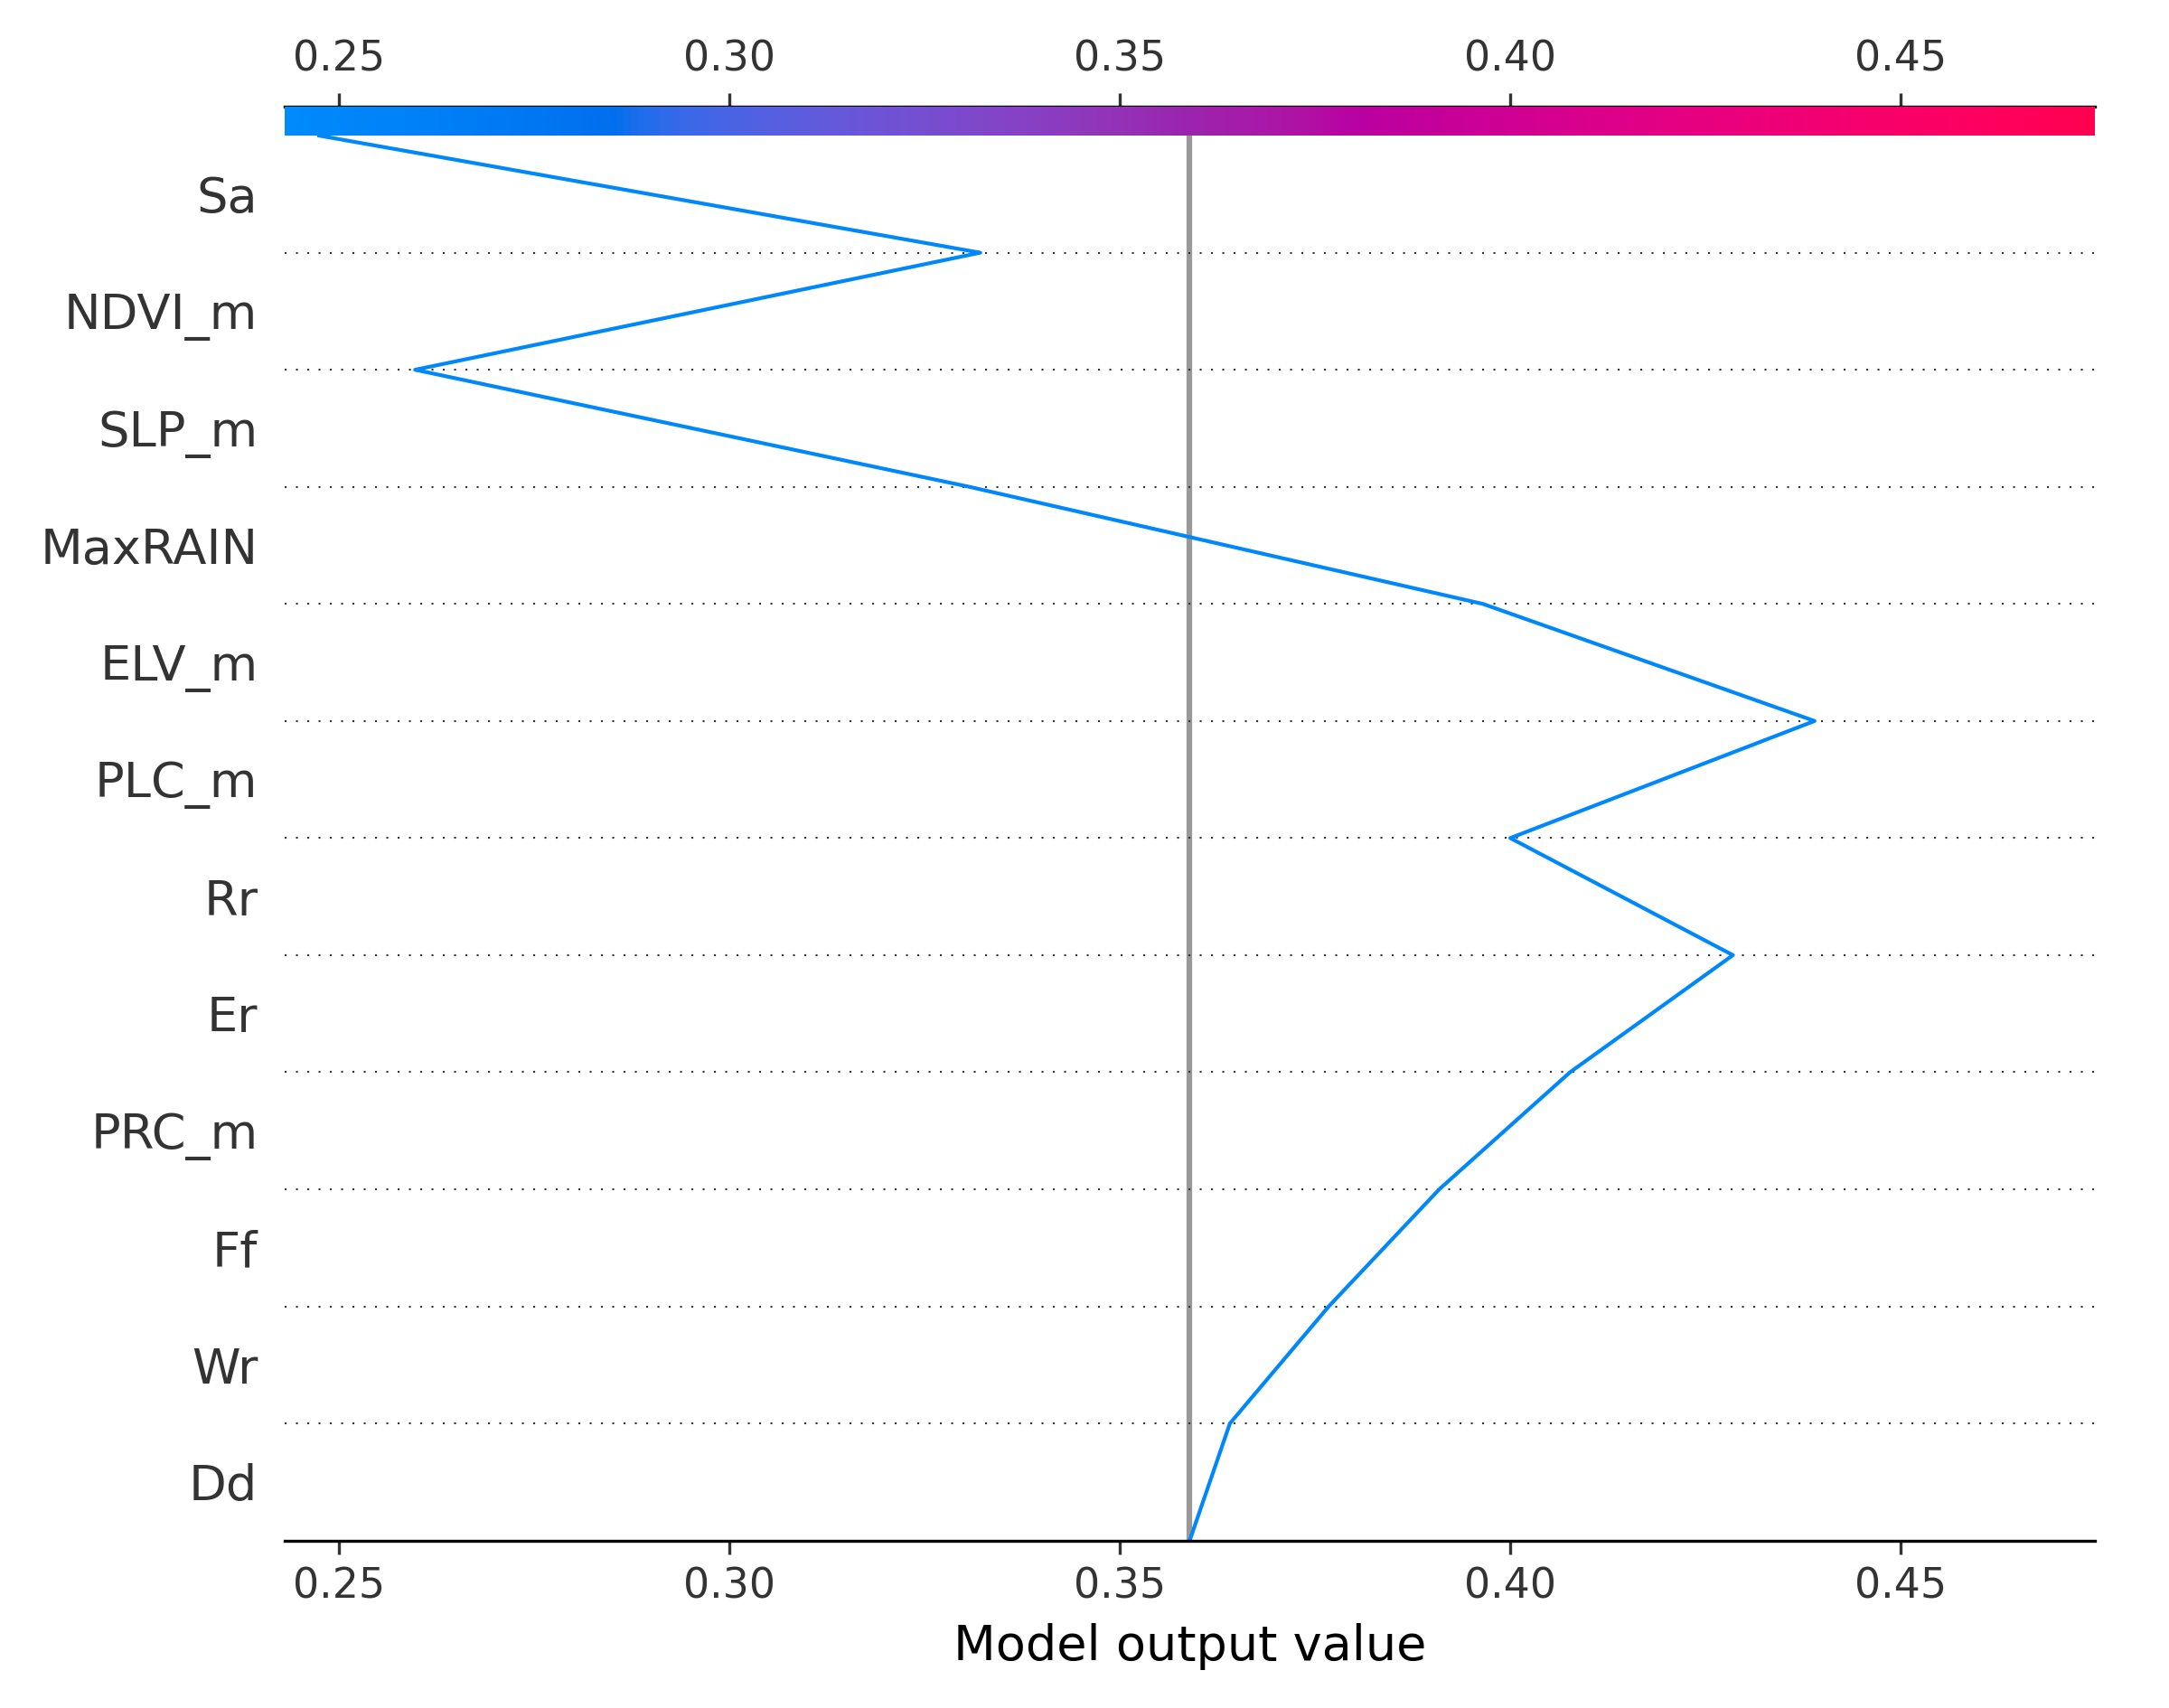 0.25 0.30 0.35 0.40 0.45
Sa
NDVI_m
SLP_m
MaxRAIN
ELV_m
PLC_m
Rr
Er
PRC_m
Ff
Wr
Dd
0.25 0.30 0.35 0.40 0.45
Model output value